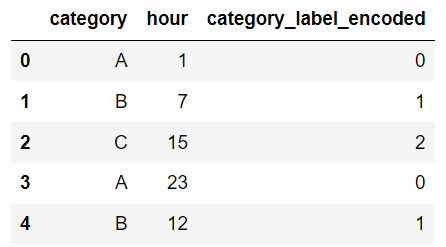 category hour category_label_encoded
0 A 1 0
1 B 7 1
2 C 15 2
3 A 23 0
4 B 12 1